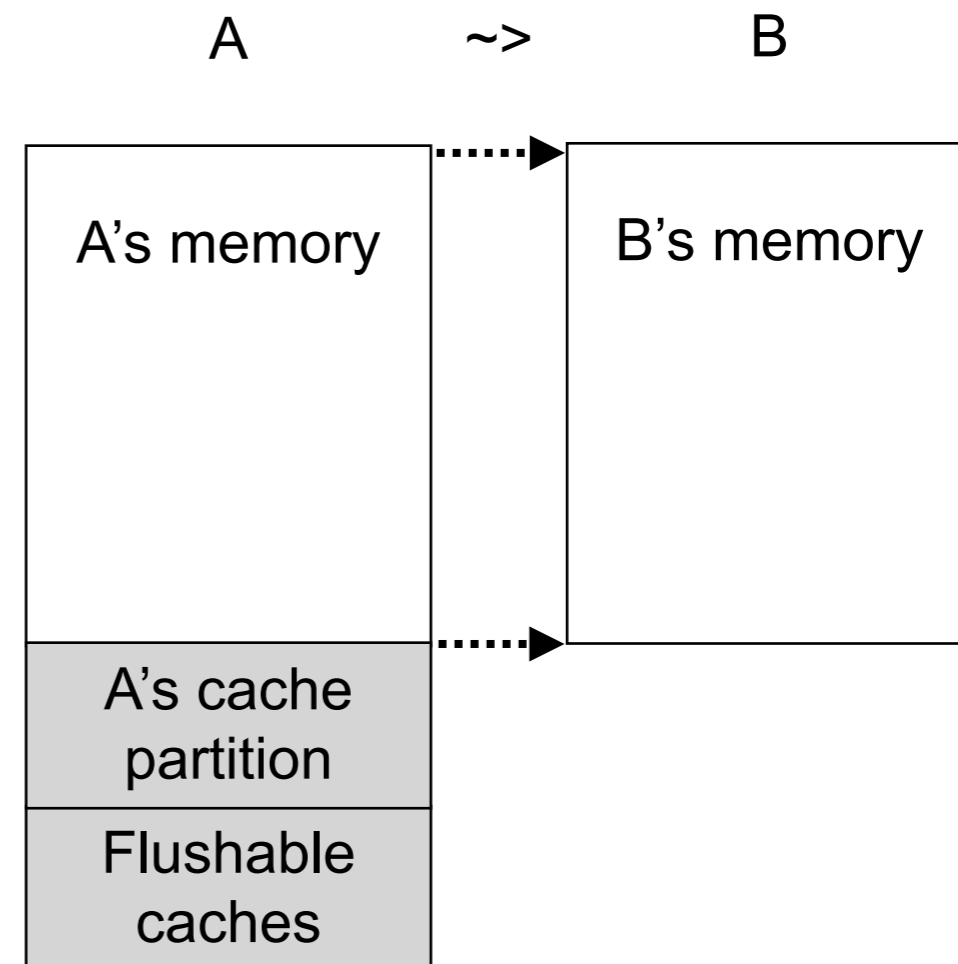 A ~> B
A’s memory
B’s memory
A’s cache
partition
Flushable
caches